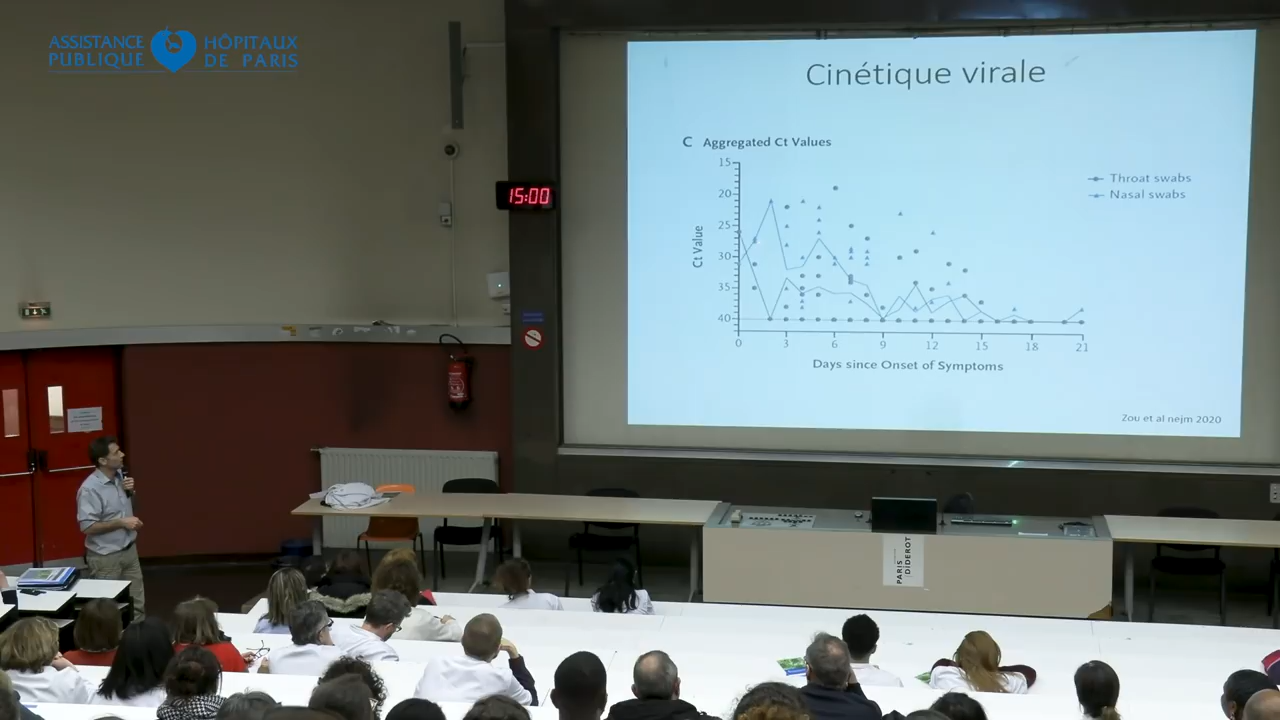 ASSISTANCE HÔPITAUX
PUBLIQUE DE PARIS
15:00
Cinétique virale
C Aggregated Ct Values
Throat swabs
Nasal swabs
15
20
25
30
35
40
Ct Value
0 3 6 9 12 15 18 21
Days since Onset of Symptoms
Zou et al nejm 2020
PARIS
DIDEROT